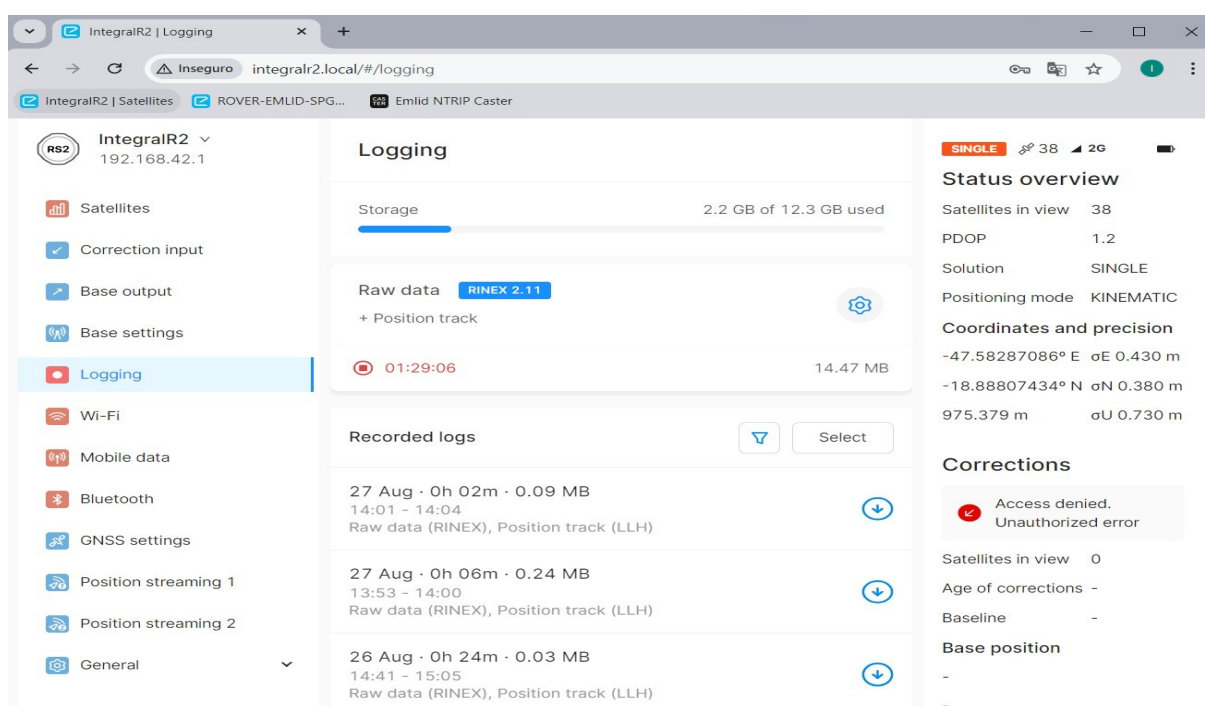 IntegralR2 | Logging
Inseguro integralr2.local/#/logging
IntegralR2 | Satellites ROVER-EMLID-SPG... CAS TER Emlid NTRIP Caster
RS2
IntegralR2
192.168.42.1
Satellites
Correction input
Base output
Base settings
Logging
Wi-Fi
Mobile data
Bluetooth
GNSS settings
Position streaming 1
Position streaming 2
General
Logging
Storage 2.2 GB of 12.3 GB used
Raw data RINEX 2.11
+ Position track
01:29:06 14.47 MB
Recorded logs Select
27 Aug · 0h 02m · 0.09 MB
14:01 - 14:04
Raw data (RINEX), Position track (LLH)
27 Aug · 0h 06m · 0.24 MB
13:53 - 14:00
Raw data (RINEX), Position track (LLH)
26 Aug · 0h 24m · 0.03 MB
14:41 - 15:05
Raw data (RINEX), Position track (LLH)
SINGLE 38 2G
Status overview
Satellites in view 38
PDOP 1.2
Solution SINGLE
Positioning mode KINEMATIC
Coordinates and precision
-47.58287086º E σE 0.430 m
-18.88807434º N σN 0.380 m
975.379 m σU 0.730 m
Corrections
Access denied.
Unauthorized error
Satellites in view 0
Age of corrections -
Baseline -
Base position
-
-